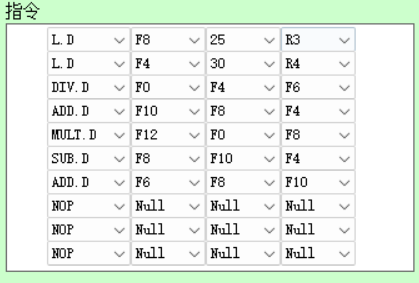 指令
L.D F8 25 R3
L.D F4 30 R4
DIV.D F0 F4 F6
ADD.D F10 F8 F4
MULT.D F12 F0 F8
SUB.D F8 F10 F4
ADD.D F6 F8 F10
NOP Null Null Null
NOP Null Null Null
NOP Null Null Null